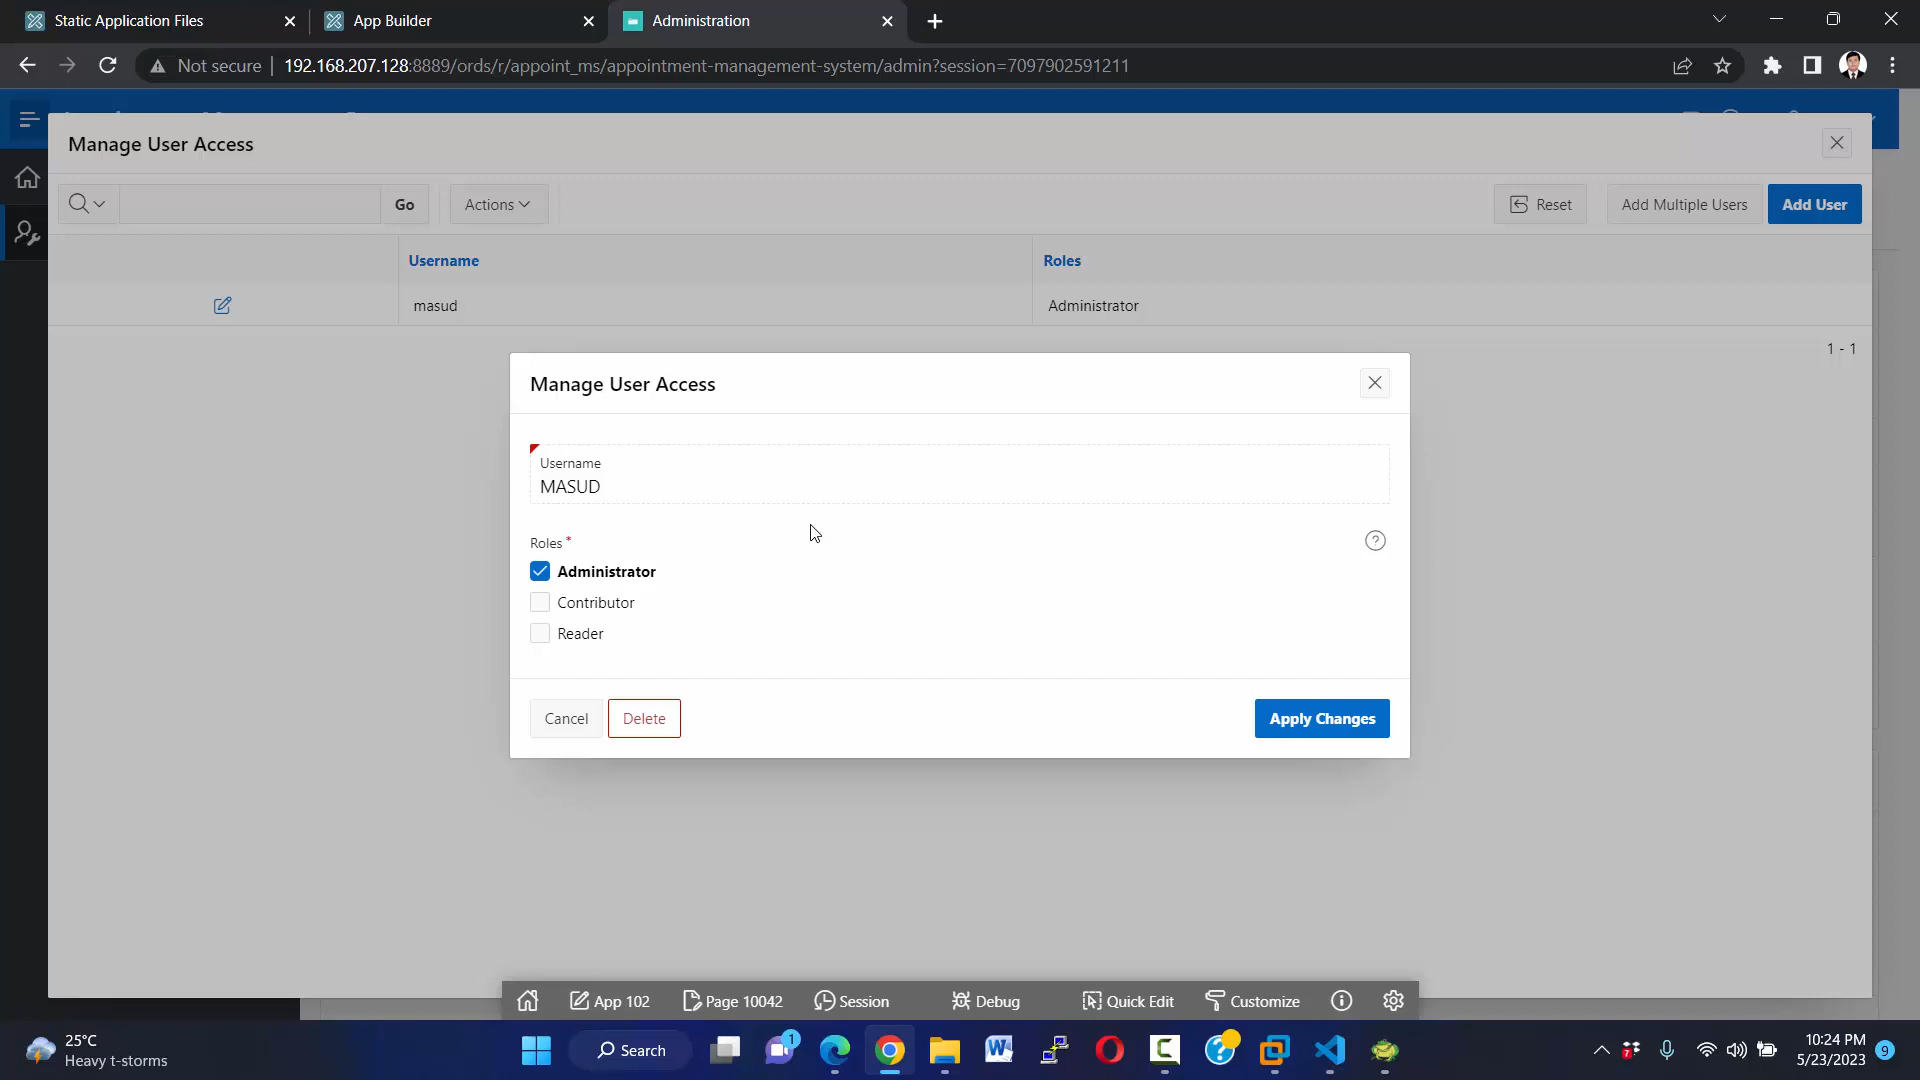 Static Application Files
App Builder
Administration
Not secure
192.168.207.128:8889/ords/r/appoint_ms/appointment-management-system/admin?session=7097902591211
Manage User Access
Go
Actions
Reset
Add Multiple Users
Add User
Username
Roles
masud
Administrator
1 - 1
Manage User Access
Username
MASUD
Roles *
Administrator
Contributor
Reader
Cancel
Delete
Apply Changes
App 102
Page 10042
Session
Debug
Quick Edit
Customize
25°C
Heavy t-storms
Search
1
7
10:24 PM
5/23/2023
9